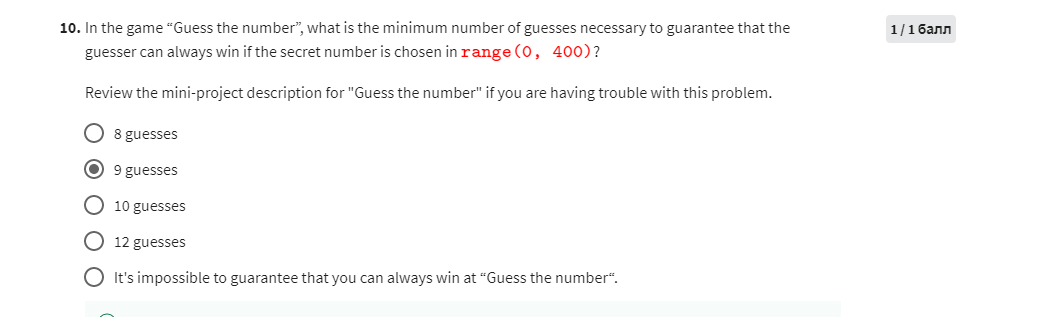 10. In the game “Guess the number”, what is the minimum number of guesses necessary to guarantee that the
1 / 1 балл
guesser can always win if the secret number is chosen in range(0, 400)?
Review the mini-project description for "Guess the number" if you are having trouble with this problem.
8 guesses
9 guesses
10 guesses
12 guesses
It's impossible to guarantee that you can always win at “Guess the number“.